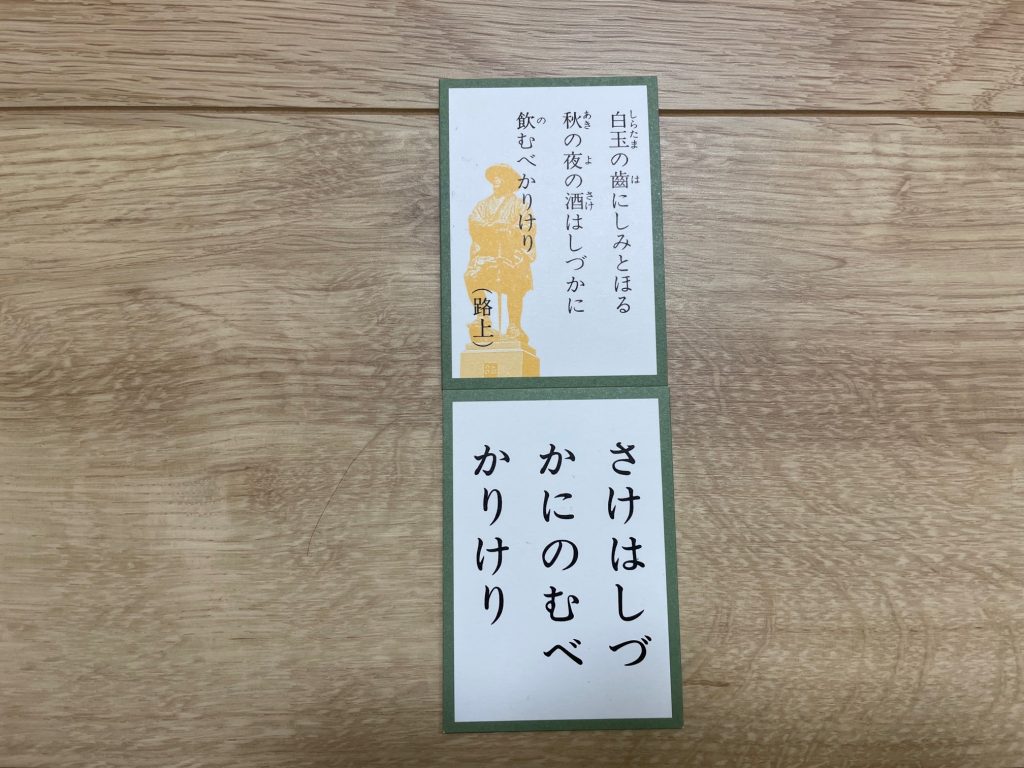 白玉の齒にしみとほる
秋の夜の酒はしづかに
飲むべかりけり
（路上）
さけはしづ
かにのむべ
かりけり